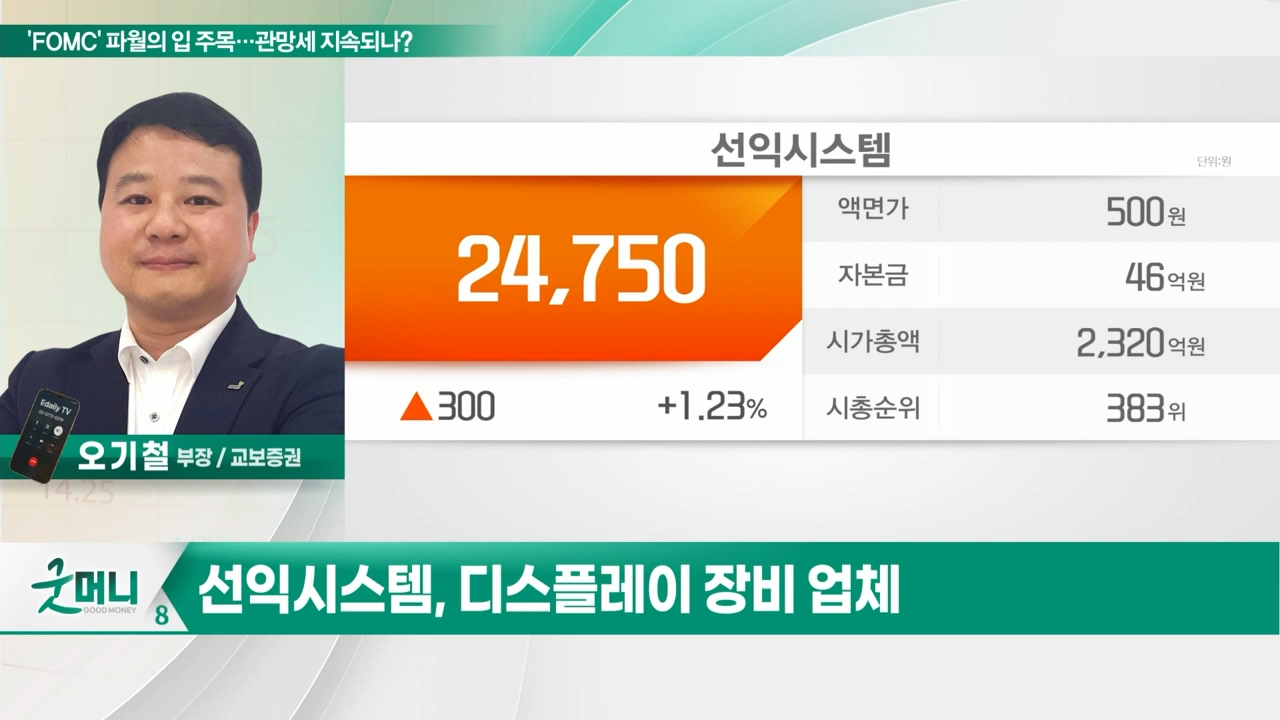 'FOMC' 파월의 입 주목…관망세 지속되나?
선익시스템
단위:원
24,750
▲300 +1.23%
액면가 500원
자본금 46억원
시가총액 2,320억원
시총순위 383위
Edaily TV
오기철 부장 / 교보증권
14.25
굿머니
GOOD MONEY
8
선익시스템, 디스플레이 장비 업체